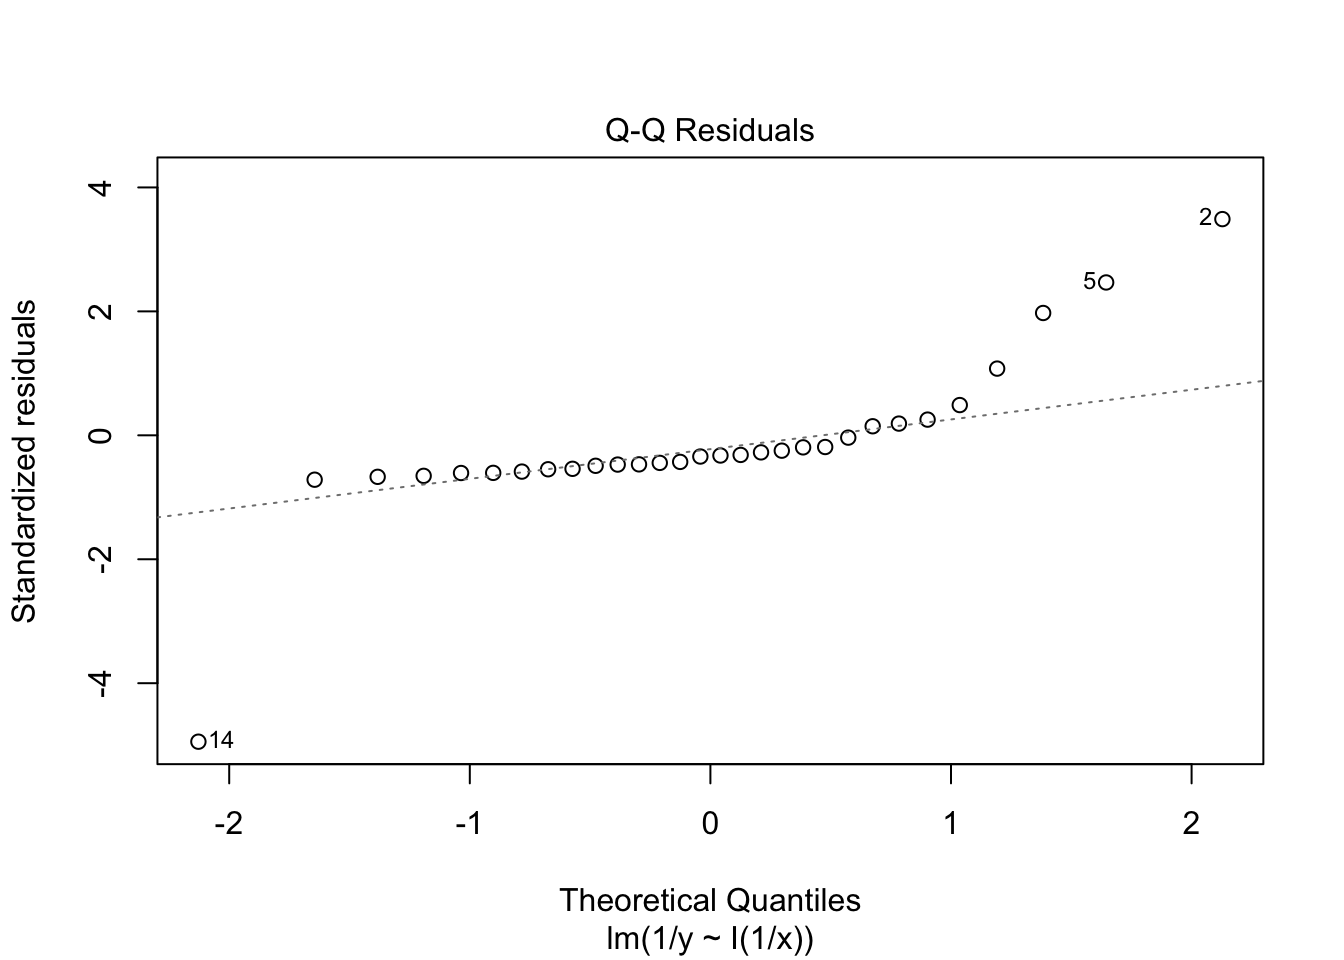 Q-Q Residuals
4
2
0
-2
-4
Standardized residuals
2
5
14
-2 -1 0 1 2
Theoretical Quantiles
lm(1/y ~ I(1/x))